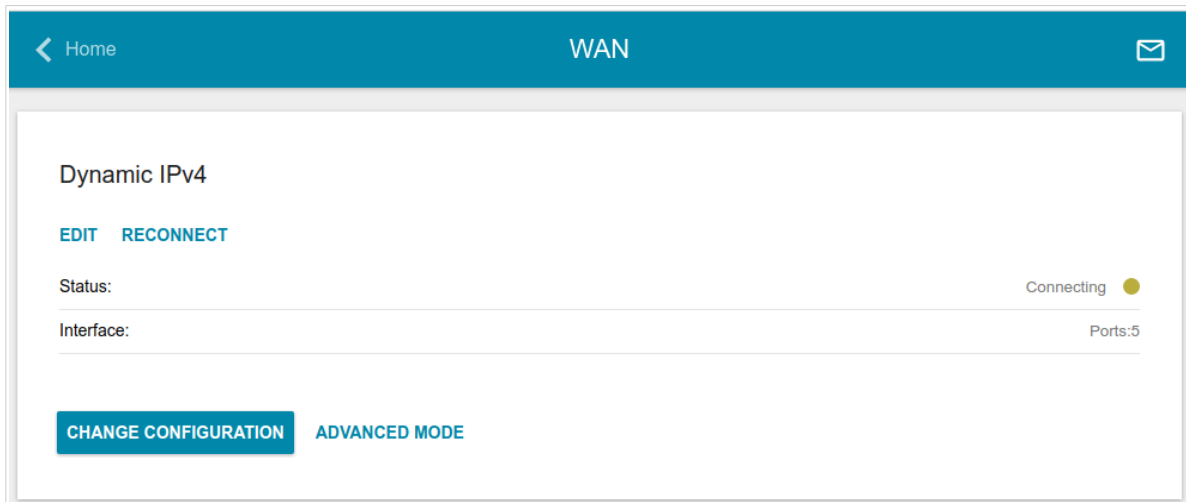 Home WAN
Dynamic IPv4
EDIT RECONNECT
Status: Connecting
Interface: Ports:5
CHANGE CONFIGURATION ADVANCED MODE